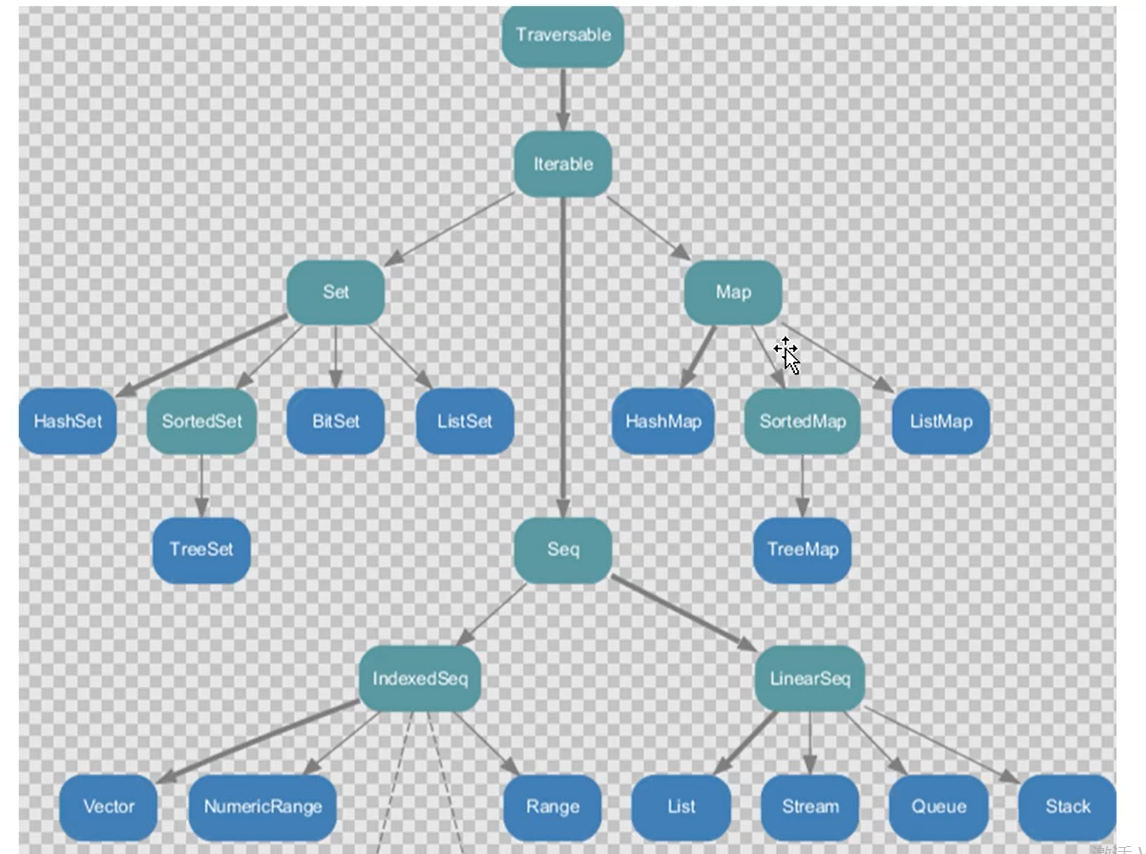 Traversable
Iterable
Set
Map
HashSet
SortedSet
BitSet
ListSet
HashMap
SortedMap
ListMap
TreeSet
Seq
TreeMap
IndexedSeq
LinearSeq
Vector
NumericRange
Range
List
Stream
Queue
Stack